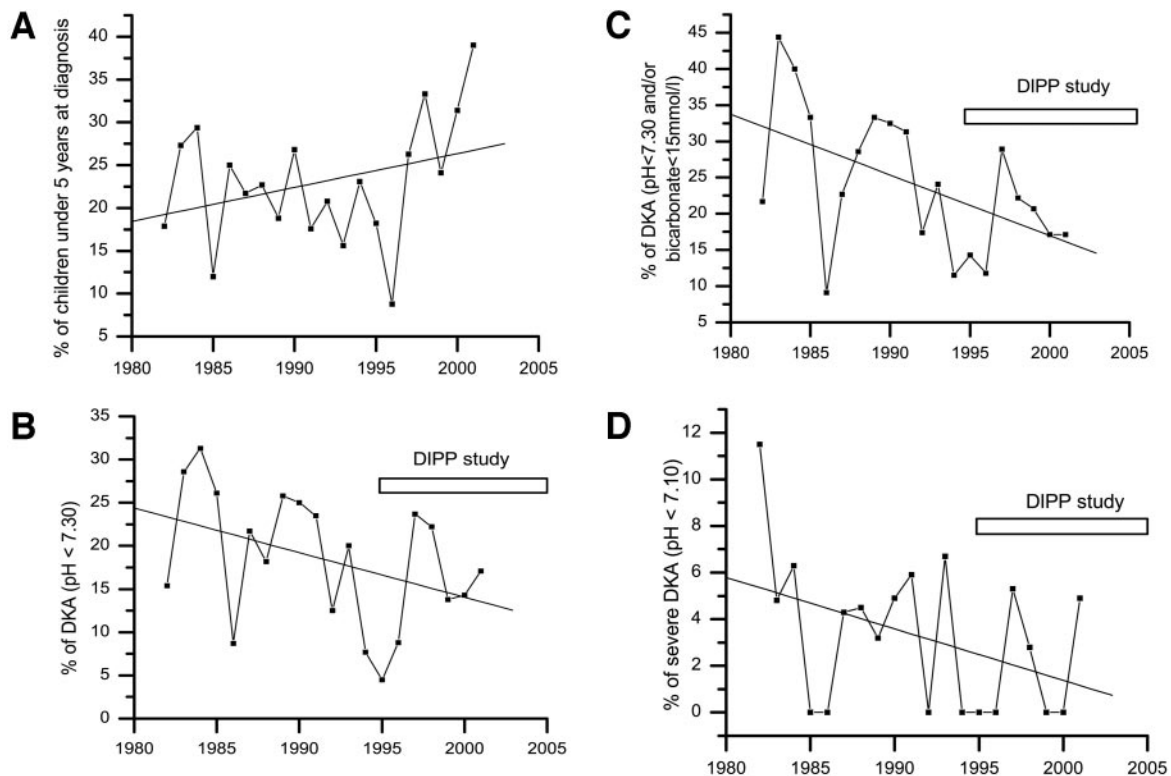 A
% of children under 5 years at diagnosis
40
35
30
25
20
15
10
5
1980 1985 1990 1995 2000 2005
B
% of DKA (pH < 7.30)
35
30
25
20
15
10
5
0
DIPP study
1980 1985 1990 1995 2000 2005
C
% of DKA (pH<7.30 and/or
bicarbonate<15mmol/l)
45
40
35
30
25
20
15
10
5
DIPP study
1980 1985 1990 1995 2000 2005
D
% of severe DKA (pH < 7.10)
12
10
8
6
4
2
0
DIPP study
1980 1985 1990 1995 2000 2005